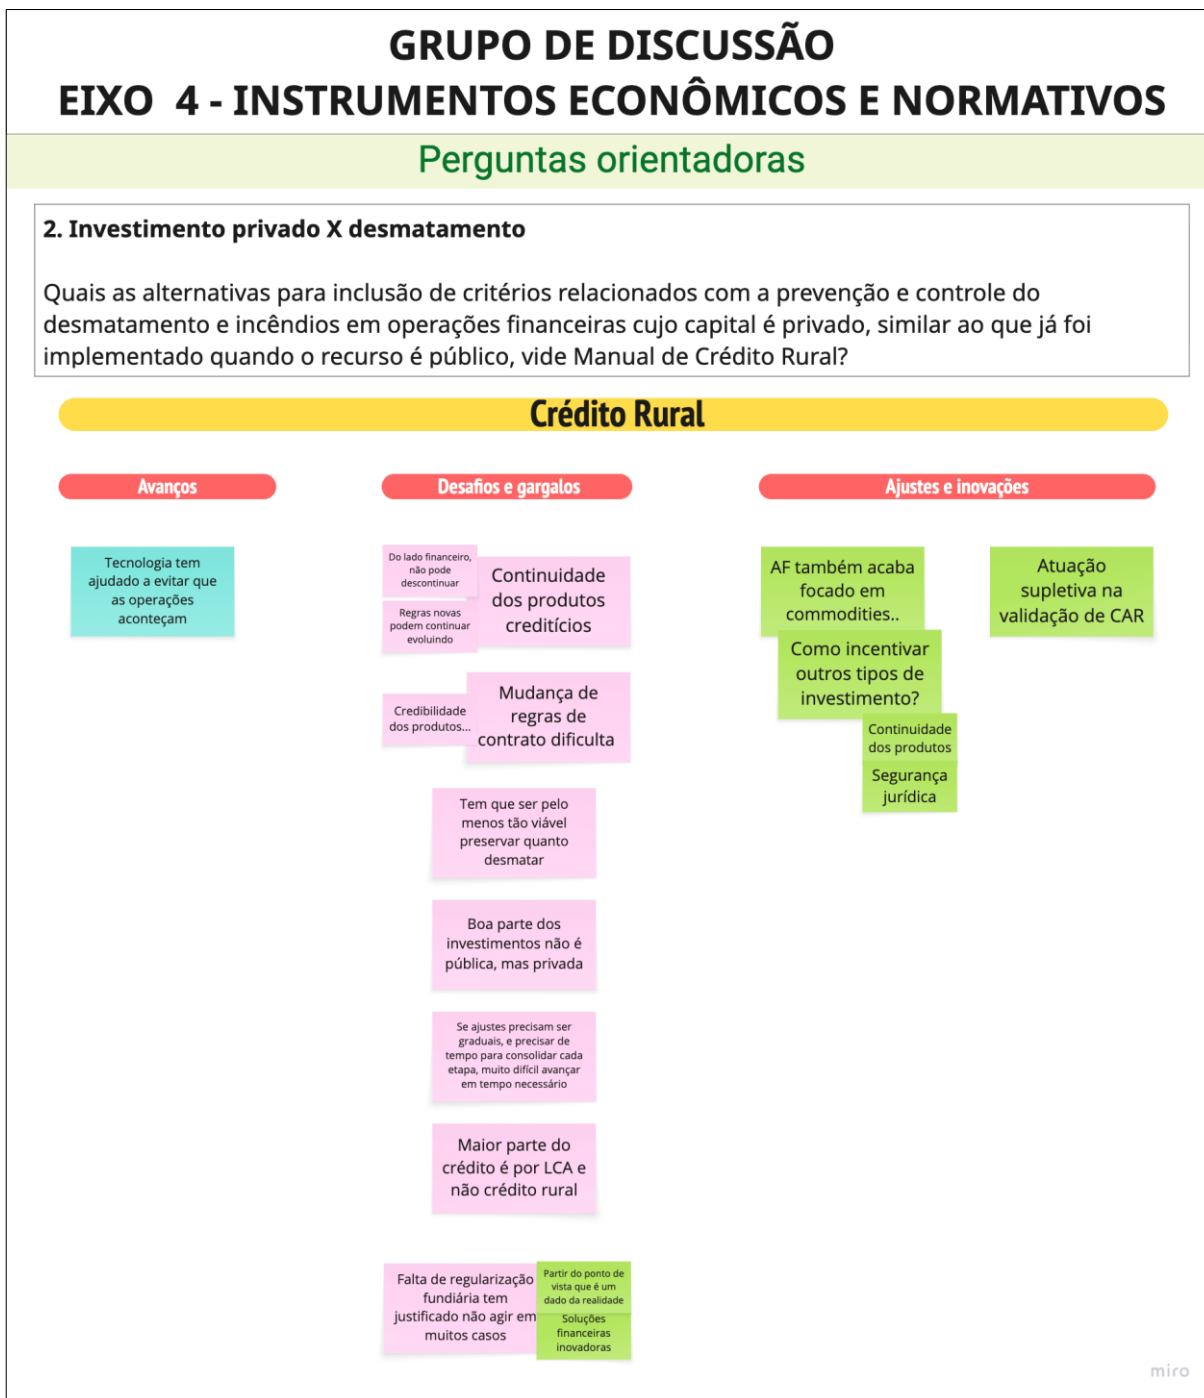 GRUPO DE DISCUSSÃO
EIXO 4 - INSTRUMENTOS ECONÔMICOS E NORMATIVOS
Perguntas orientadoras
2. Investimento privado X desmatamento
Quais as alternativas para inclusão de critérios relacionados com a prevenção e controle do
desmatamento e incêndios em operações financeiras cujo capital é privado, similar ao que já foi
implementado quando o recurso é público, vide Manual de Crédito Rural?
Crédito Rural
Avanços
Tecnologia tem
ajudado a evitar que
as operações
aconteçam
Desafios e gargalos
Do lado financeiro,
não pode
descontinuar
Regras novas
podem continuar
evoluindo
Continuidade
dos produtos
creditícios
Credibilidade
dos produtos...
Mudança de
regras de
contrato dificulta
Tem que ser pelo
menos tão viável
preservar quanto
desmatar
Boa parte dos
investimentos não é
pública, mas privada
Se ajustes precisam ser
graduais, e precisar de
tempo para consolidar cada
etapa, muito difícil avançar
em tempo necessário
Maior parte do
crédito é por LCA e
não crédito rural
Falta de regularização
fundiária tem
justificado não agir em
muitos casos
Partir do ponto de
vista que é um
dado da realidade
Soluções
financeiras
inovadoras
Ajustes e inovações
AF também acaba
focado em
commodities..
Como incentivar
outros tipos de
investimento?
Continuidade
dos produtos
Segurança
jurídica
Atuação
supletiva na
validação de CAR
miro